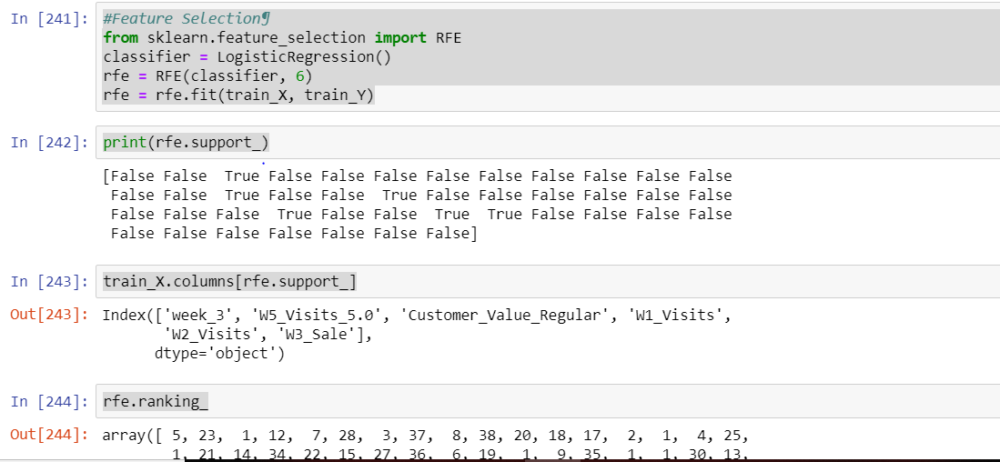 In [241]: #Feature Selection¶
from sklearn.feature_selection import RFE
classifier = LogisticRegression()
rfe = RFE(classifier, 6)
rfe = rfe.fit(train_X, train_Y)
In [242]: print(rfe.support_)
[False False  True False False False False False False False False False
False False  True False False  True False False False False False False
False False False  True False False  True  True False False False False
False False False False False False False]
In [243]: train_X.columns[rfe.support_]
Out[243]: Index(['week_3', 'W5_Visits_5.0', 'Customer_Value_Regular', 'W1_Visits',
'W2_Visits', 'W3_Sale'],
dtype='object')
In [244]: rfe.ranking_
Out[244]: array([ 5, 23,  1, 12,  7, 28,  3, 37,  8, 38, 20, 18, 17,  2,  1,  4, 25,
1, 21, 14, 34, 22, 15, 27, 36,  6, 19,  1,  9, 35,  1,  1, 30, 13,